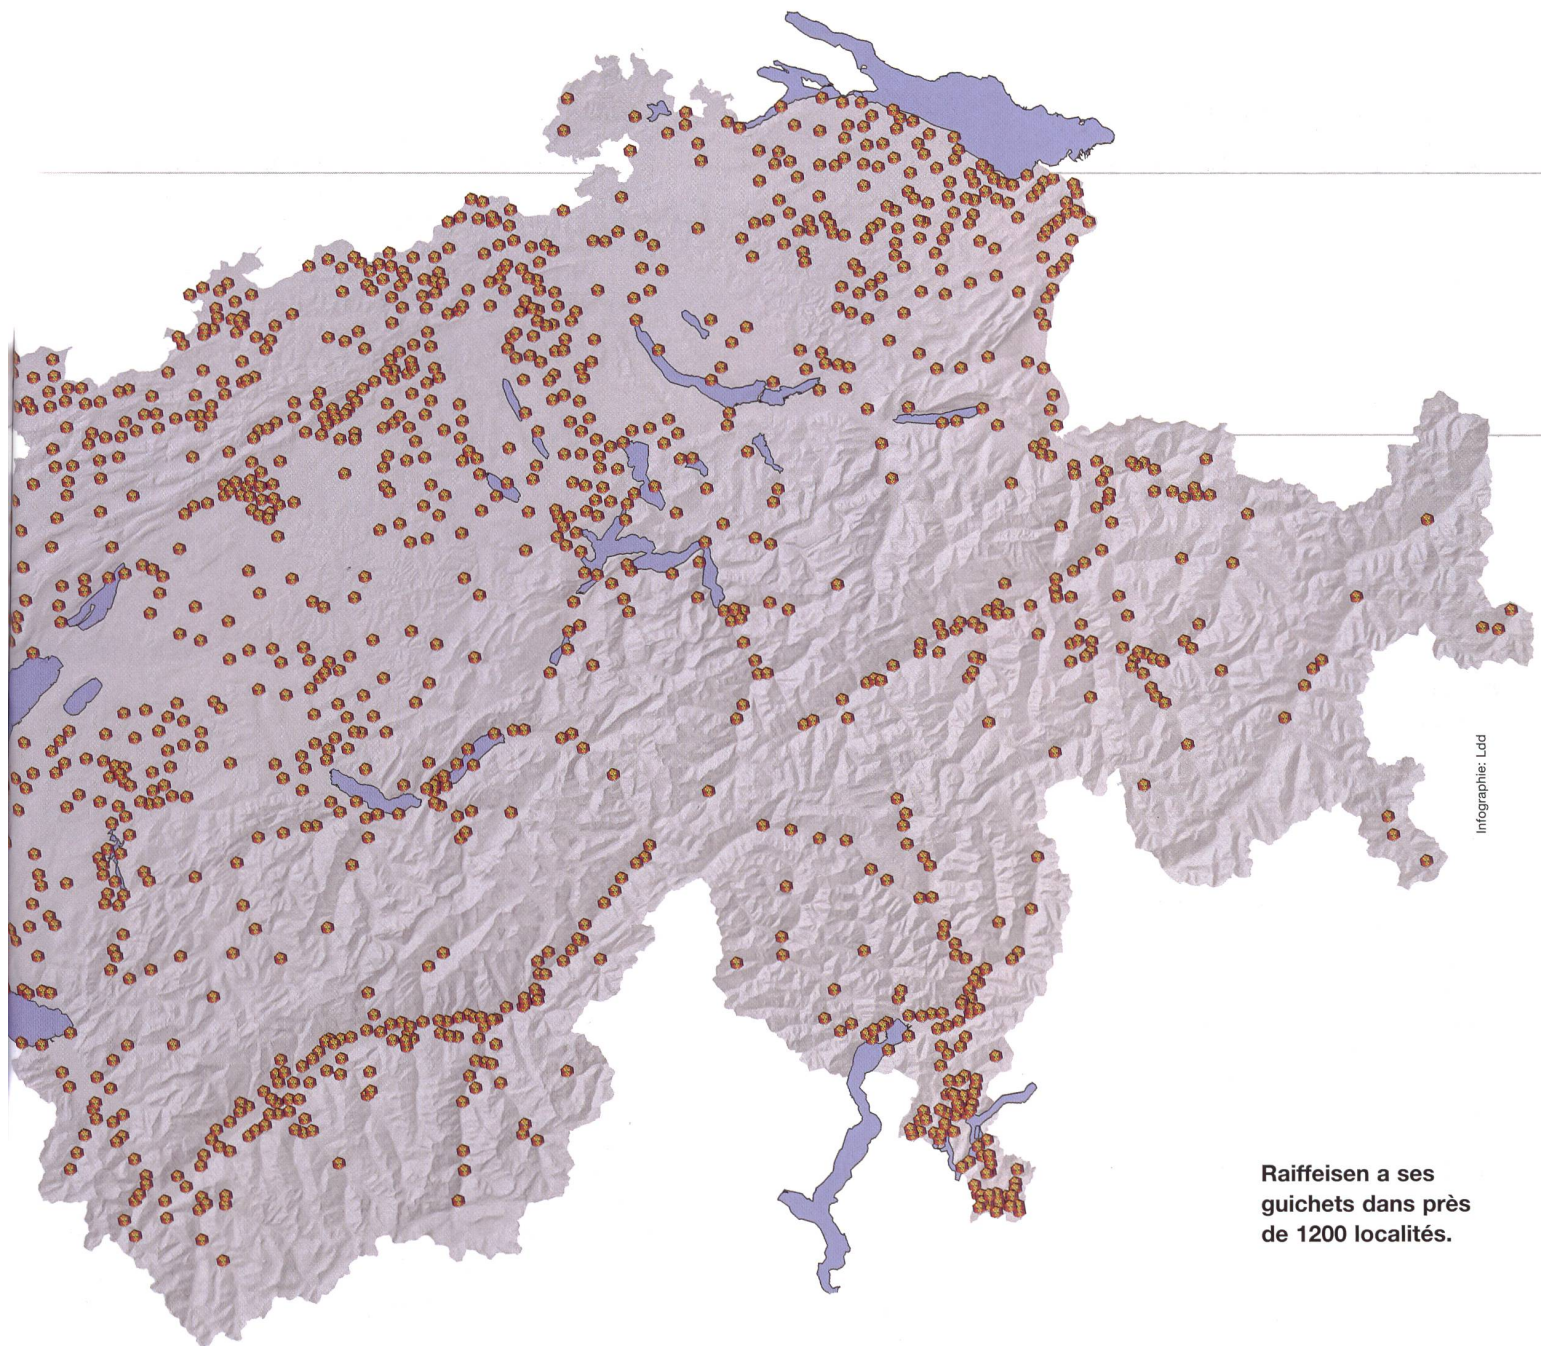 Infographie: Ldd
Raiffeisen a ses
guichets dans près
de 1200 localités.